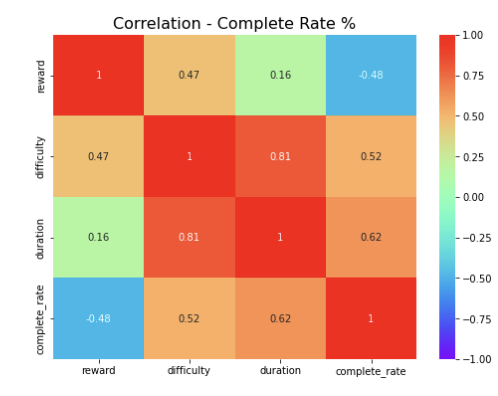 Correlation - Complete Rate %
reward
1
0.47
0.16
-0.48
difficulty
0.47
1
0.81
0.52
duration
0.16
0.81
1
0.62
complete_rate
-0.48
0.52
0.62
1
reward
difficulty
duration
complete_rate
1.00
0.75
0.50
0.25
0.00
-0.25
-0.50
-0.75
-1.00